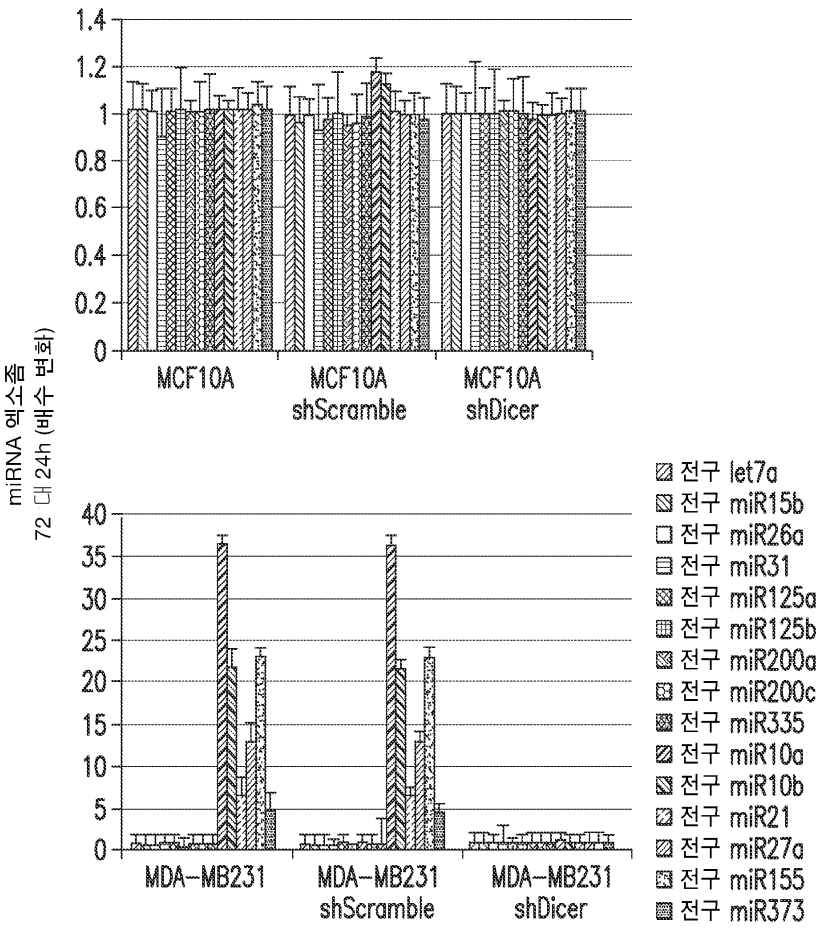 1.4
1.2
1
0.8
0.6
0.4
0.2
0
MCF10A
MCF10A
shScramble
MCF10A
shDicer
miRNA 엑소좀
72 대 24h (배수 변화)
40
35
30
25
20
15
10
5
0
MDA-MB231
MDA-MB231
shScramble
MDA-MB231
shDicer
전구 let7a
전구 miR15b
전구 miR26a
전구 miR31
전구 miR125a
전구 miR125b
전구 miR200a
전구 miR200c
전구 miR335
전구 miR10a
전구 miR10b
전구 miR21
전구 miR27a
전구 miR155
전구 miR373